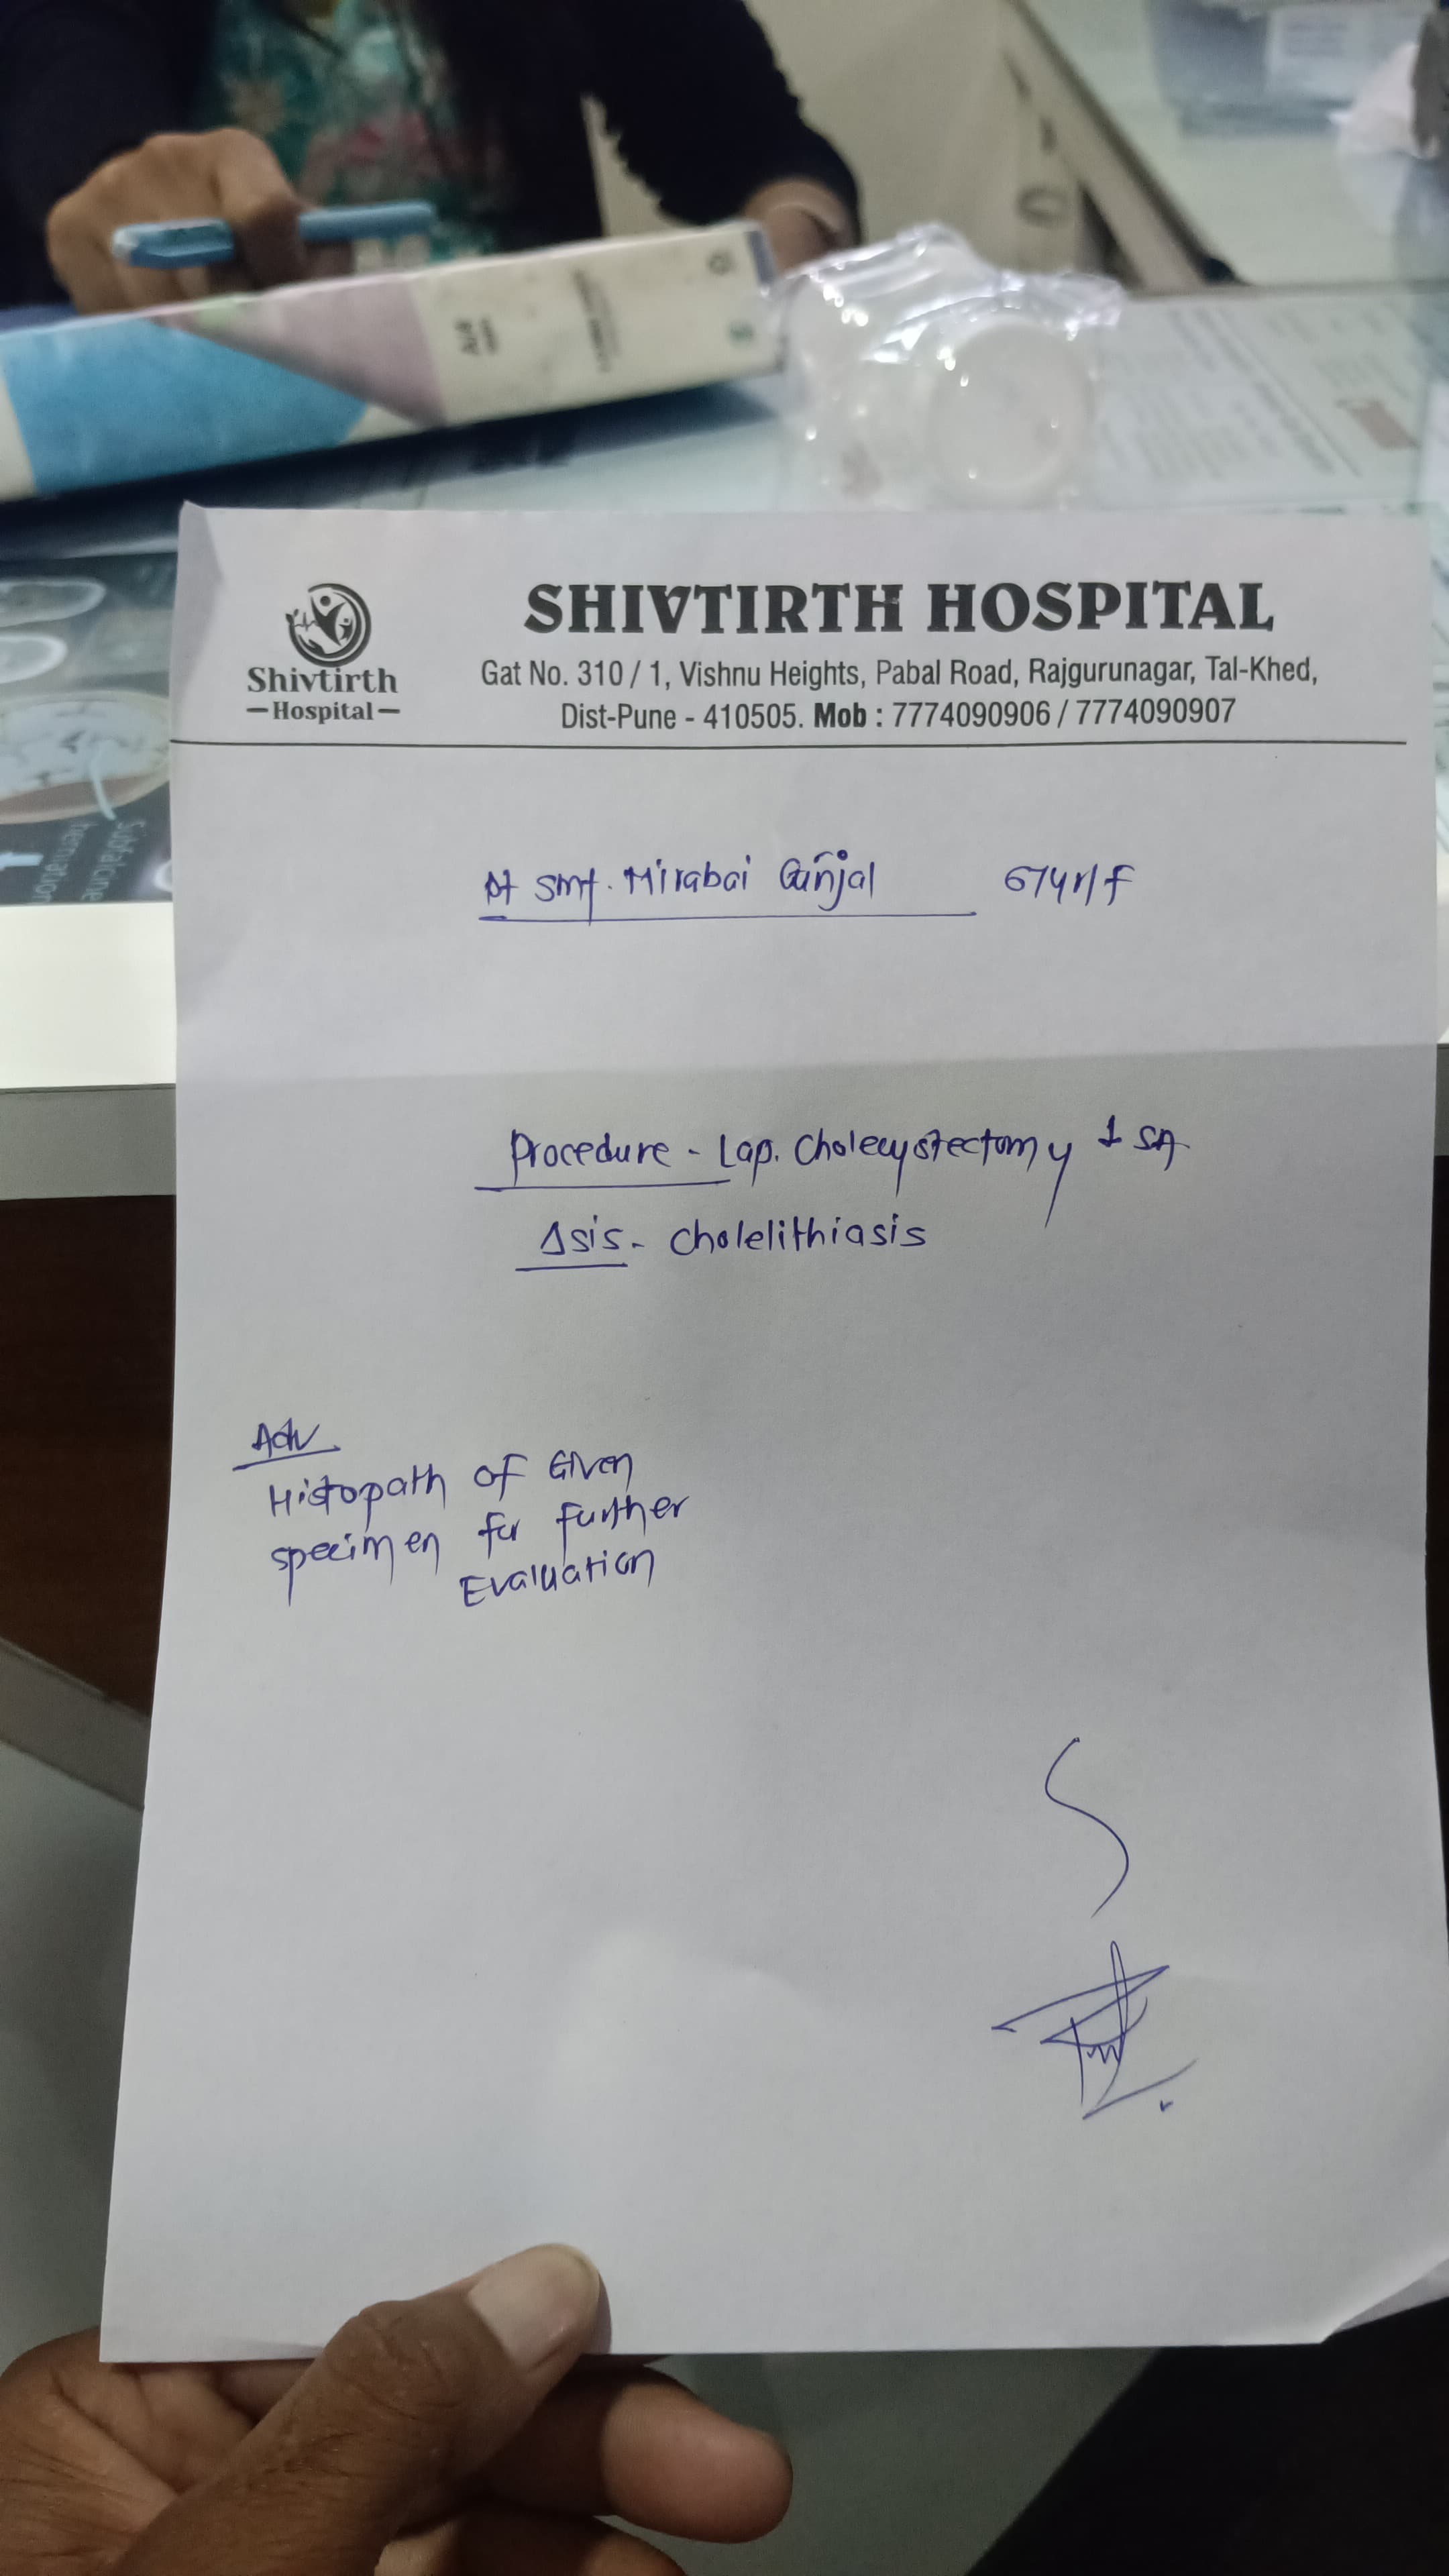 Shivtirth
Hospital
SHIVTIRTH HOSPITAL
Gat No. 310 / 1, Vishnu Heights, Pabal Road, Rajgurunagar, Tal-Khed,
Dist-Pune - 410505. Mob : 7774090906 / 7774090907
Pt Smt. Mirabai Gunjal 67yr/F
Procedure - Lap. Cholecystectomy SA
Δsis - Cholelithiasis
Adv
Histopath of Given
specimen for further
Evaluation
Subfalcine
herniation